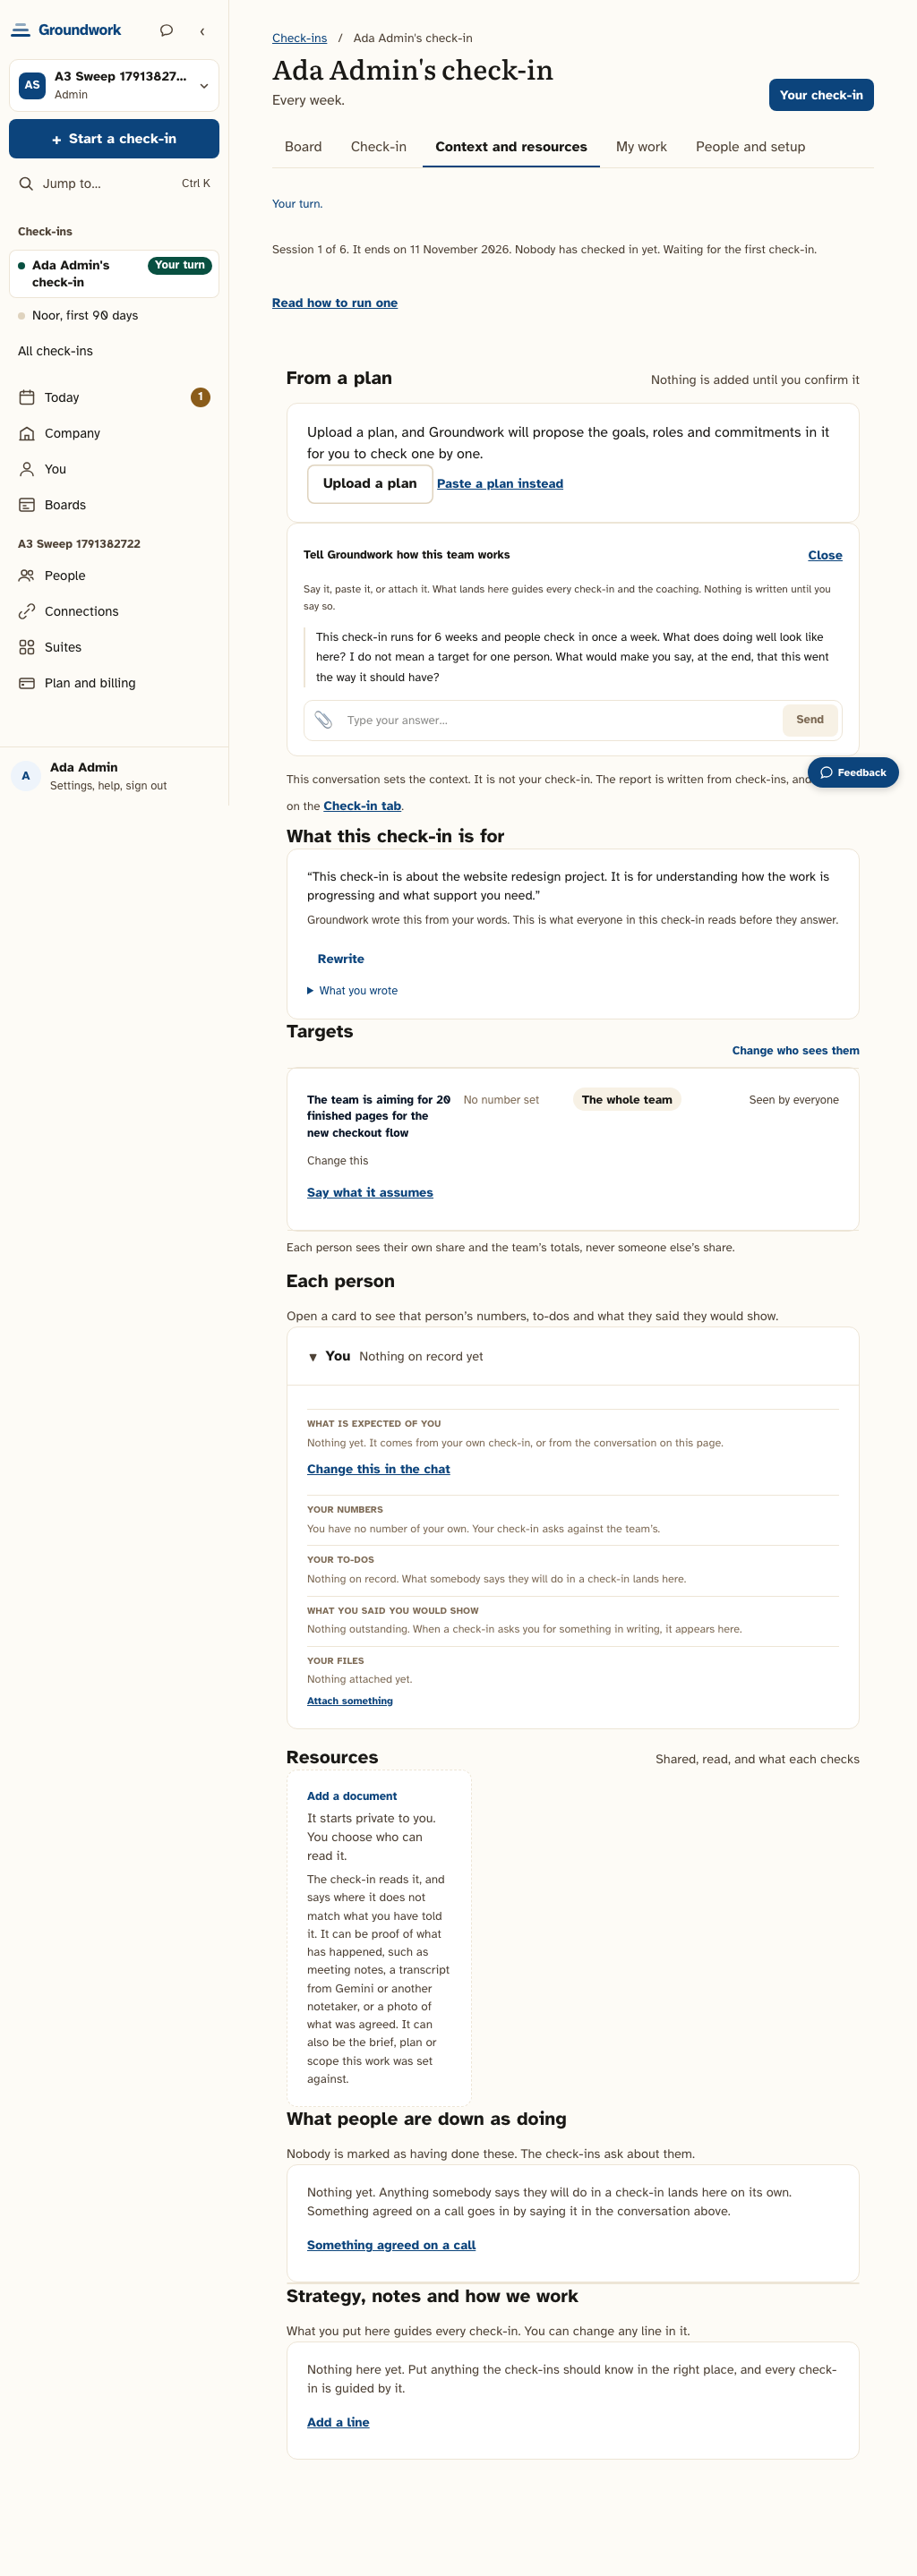 Groundwork
AS
A3 Sweep 17913827...
Admin
+ Start a check-in
Jump to...
Ctrl K
Check-ins
Ada Admin's check-in
Your turn
Noor, first 90 days
All check-ins
Today
1
Company
You
Boards
A3 Sweep 1791382722
People
Connections
Suites
Plan and billing
A
Ada Admin
Settings, help, sign out
Check-ins / Ada Admin's check-in
Ada Admin's check-in
Every week.
Your check-in
Board
Check-in
Context and resources
My work
People and setup
Your turn.
Session 1 of 6. It ends on 11 November 2026. Nobody has checked in yet. Waiting for the first check-in.
Read how to run one
From a plan
Nothing is added until you confirm it
Upload a plan, and Groundwork will propose the goals, roles and commitments in it
for you to check one by one.
Upload a plan
Paste a plan instead
Tell Groundwork how this team works
Close
Say it, paste it, or attach it. What lands here guides every check-in and the coaching. Nothing is written until you
say so.
This check-in runs for 6 weeks and people check in once a week. What does doing well look like
here? I do not mean a target for one person. What would make you say, at the end, that this went
the way it should have?
Type your answer...
Send
This conversation sets the context. It is not your check-in. The report is written from check-ins, and
Feedback
on the Check-in tab.
What this check-in is for
“This check-in is about the website redesign project. It is for understanding how the work is
progressing and what support you need.”
Groundwork wrote this from your words. This is what everyone in this check-in reads before they answer.
Rewrite
What you wrote
Targets
Change who sees them
The team is aiming for 20
finished pages for the
new checkout flow
No number set
The whole team
Seen by everyone
Change this
Say what it assumes
Each person sees their own share and the team’s totals, never someone else’s share.
Each person
Open a card to see that person’s numbers, to-dos and what they said they would show.
You Nothing on record yet
WHAT IS EXPECTED OF YOU
Nothing yet. It comes from your own check-in, or from the conversation on this page.
Change this in the chat
YOUR NUMBERS
You have no number of your own. Your check-in asks against the team’s.
YOUR TO-DOS
Nothing on record. What somebody says they will do in a check-in lands here.
WHAT YOU SAID YOU WOULD SHOW
Nothing outstanding. When a check-in asks you for something in writing, it appears here.
YOUR FILES
Nothing attached yet.
Attach something
Resources
Shared, read, and what each checks
Add a document
It starts private to you.
You choose who can
read it.
The check-in reads it, and
says where it does not
match what you have told
it. It can be proof of what
has happened, such as
meeting notes, a transcript
from Gemini or another
notetaker, or a photo of
what was agreed. It can
also be the brief, plan or
scope this work was set
against.
What people are down as doing
Nobody is marked as having done these. The check-ins ask about them.
Nothing yet. Anything somebody says they will do in a check-in lands here on its own.
Something agreed on a call goes in by saying it in the conversation above.
Something agreed on a call
Strategy, notes and how we work
What you put here guides every check-in. You can change any line in it.
Nothing here yet. Put anything the check-ins should know in the right place, and every check-
in is guided by it.
Add a line